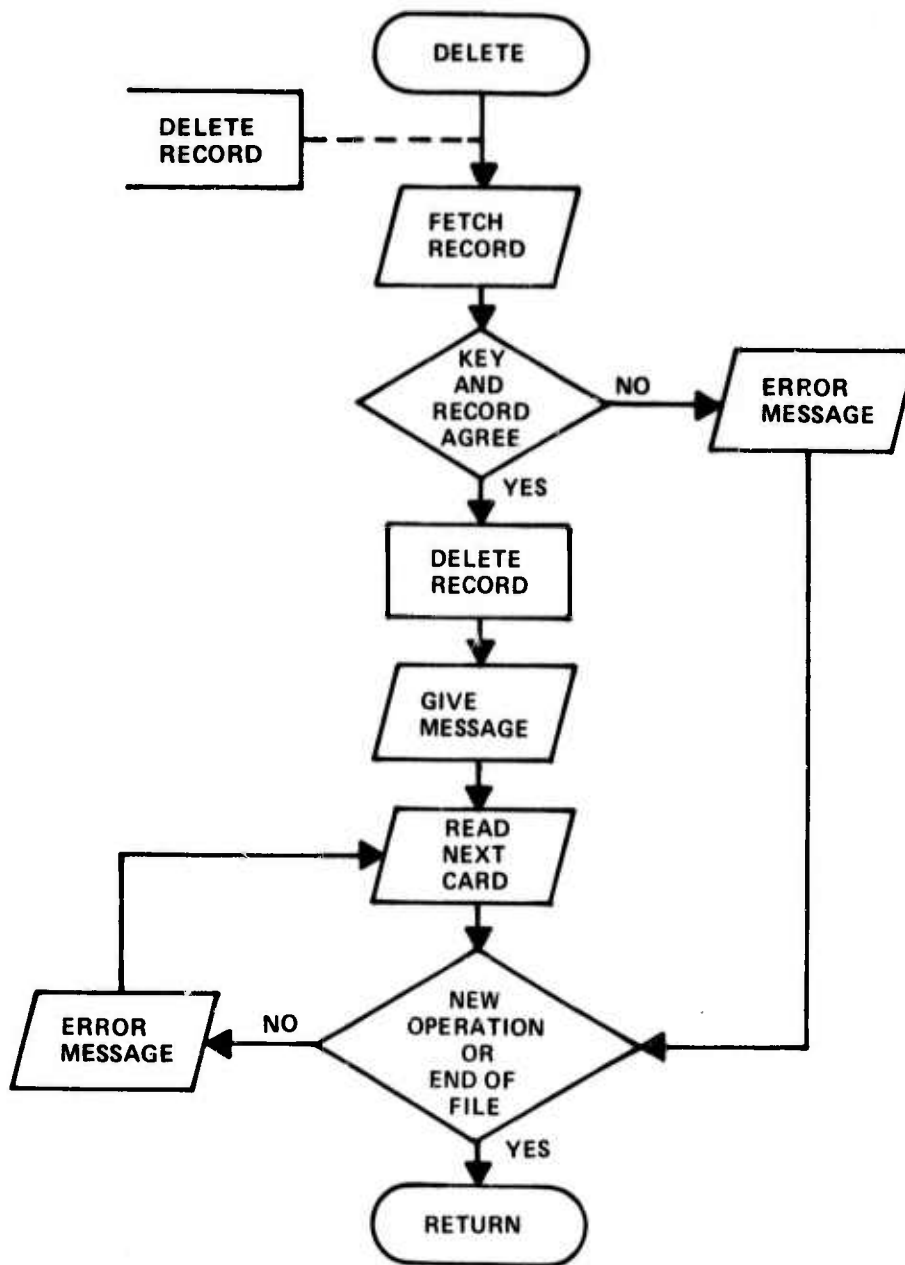 DELETE
DELETE
RECORD
FETCH
RECORD
KEY
AND
RECORD
AGREE
NO
ERROR
MESSAGE
YES
DELETE
RECORD
GIVE
MESSAGE
READ
NEXT
CARD
NEW
OPERATION
OR
END OF
FILE
NO
ERROR
MESSAGE
YES
RETURN